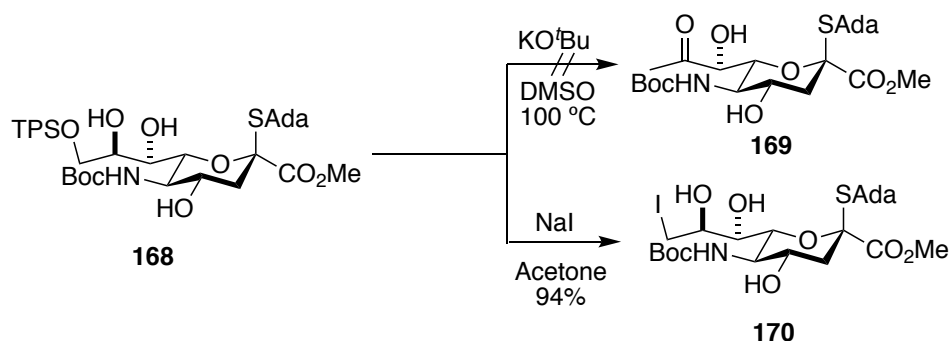 KOᵗBu
DMSO
100 ºC
O
OH
SAda
O
CO₂Me
BocHN
HO
169
TPSO
HO
OH
SAda
O
CO₂Me
BocHN
HO
168
NaI
Acetone
94%
I
HO
OH
SAda
O
CO₂Me
BocHN
HO
170